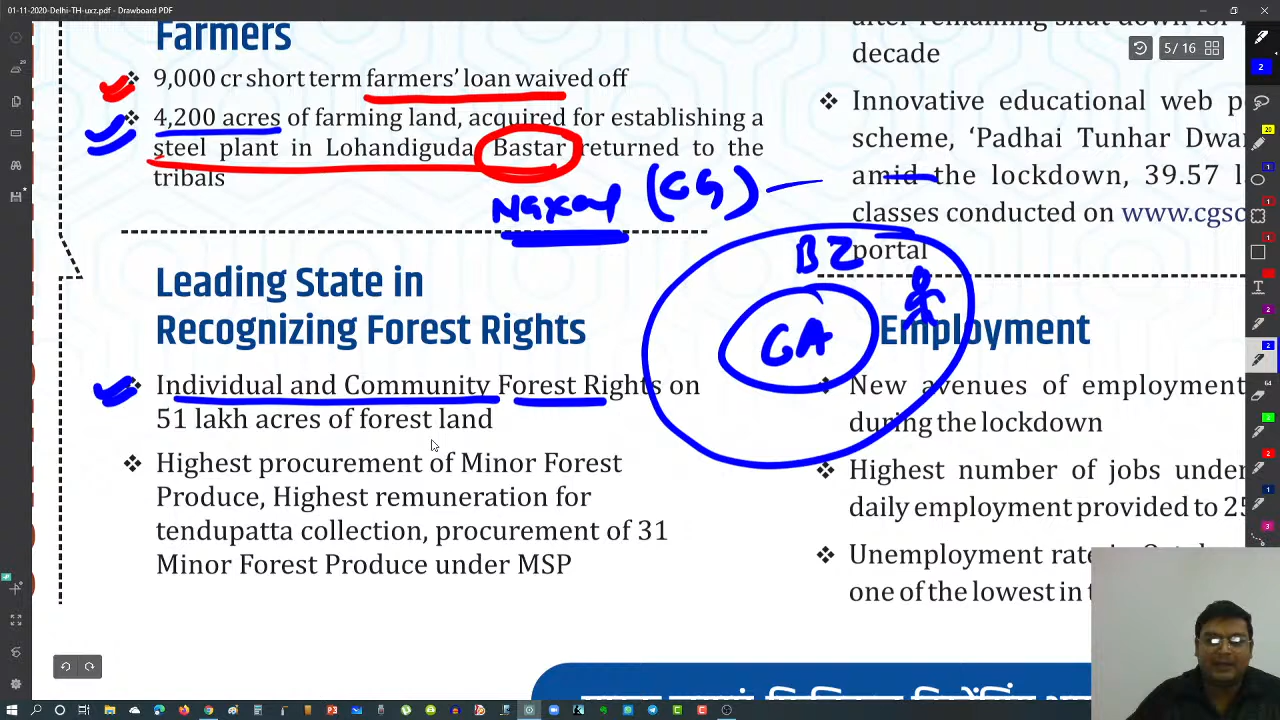 01-11-2020-Delhi-TH-uxz.pdf - Drawboard PDF
5 / 16
Farmers
❖ 9,000 cr short term farmers' loan waived off
❖ 4,200 acres of farming land, acquired for establishing a
steel plant in Lohandiguda Bastar returned to the
tribals
Naxal (CG)
Leading State in
Recognizing Forest Rights
❖ Individual and Community Forest Rights on
51 lakh acres of forest land
❖ Highest procurement of Minor Forest
Produce, Highest remuneration for
tendupatta collection, procurement of 31
Minor Forest Produce under MSP
after remaining shut down for
decade
❖ Innovative educational web
scheme, 'Padhai Tunhar
amid the lockdown, 39.57
classes conducted on www.cgsc
portal
BZ
CA
Employment
❖ New avenues of employment
during the lockdown
❖ Highest number of jobs under
daily employment provided to
❖ Unemployment rate
one of the lowest in